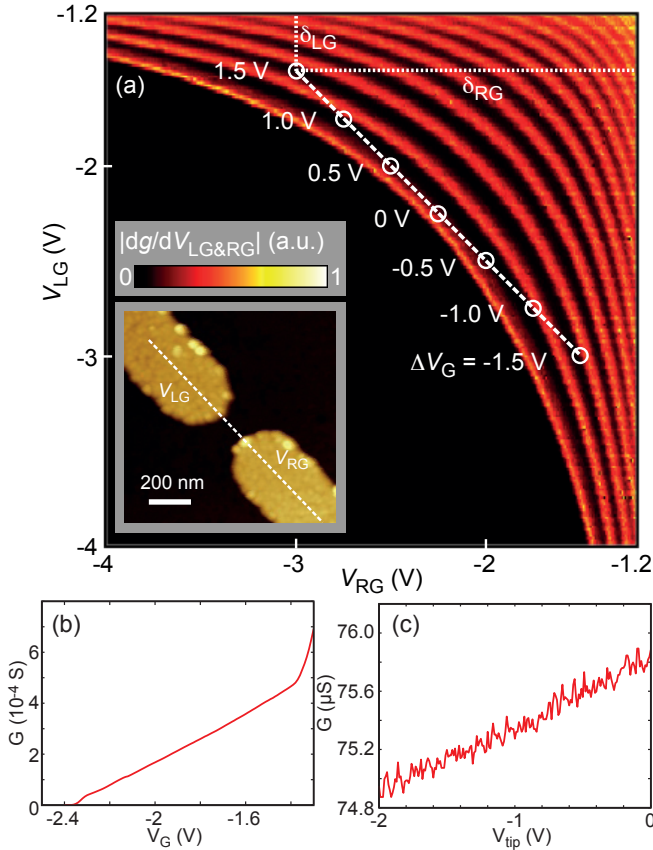 -1.2
δLG
1.5 V
(a)
δRG
1.0 V
-2
0.5 V
0 V
|dg/dVLG&RG| (a.u.)
0
1
-0.5 V
VLG (V)
-1.0 V
-3
ΔVG = -1.5 V
VLG
VRG
200 nm
-4
-4
-3
-2
-1.2
VRG (V)
(b)
6
4
2
0
G (10-4 S)
-2.4
-2
-1.6
VG (V)
(c)
76.0
75.6
75.2
74.8
G (µS)
-2
-1
0
Vtip (V)